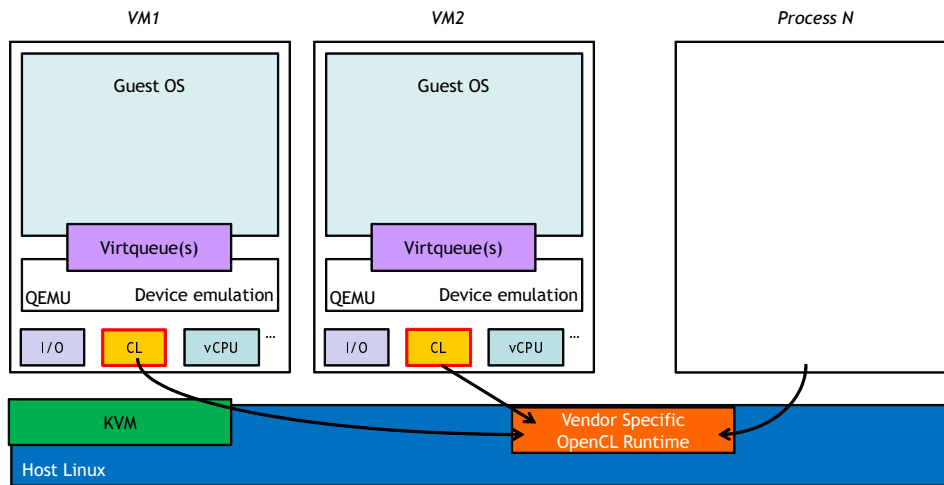 VM1
VM2
Process N
Guest OS
Guest OS
Virtqueue(s)
Virtqueue(s)
QEMU
Device emulation
QEMU
Device emulation
I/O
CL
vCPU
...
I/O
CL
vCPU
...
KVM
Vendor Specific
OpenCL Runtime
Host Linux